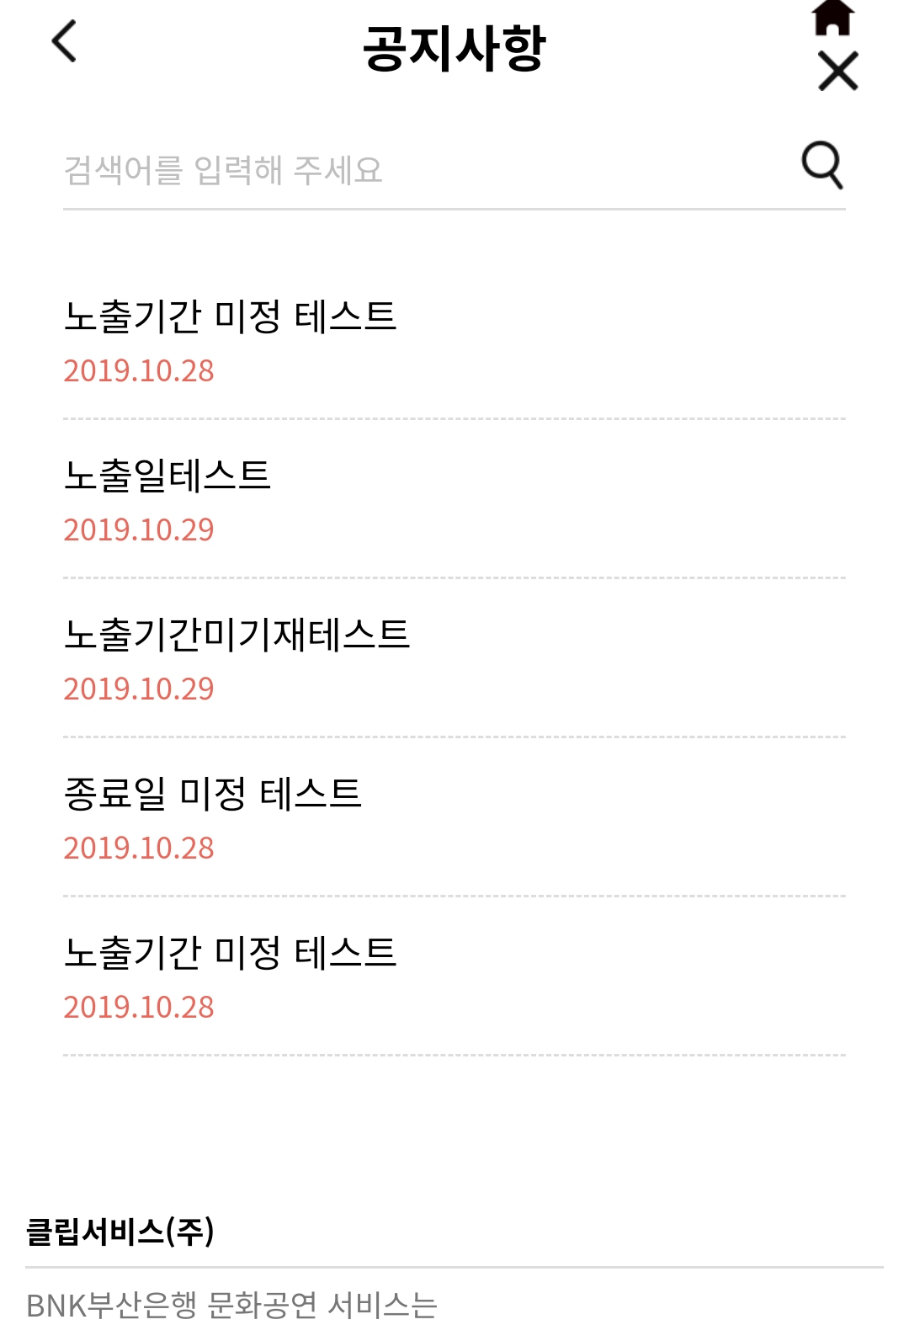 공지사항
검색어를 입력해 주세요
노출기간 미정 테스트
2019.10.28
노출일테스트
2019.10.29
노출기간미기재테스트
2019.10.29
종료일 미정 테스트
2019.10.28
노출기간 미정 테스트
2019.10.28
클립서비스(주)
BNK부산은행 문화공연 서비스는